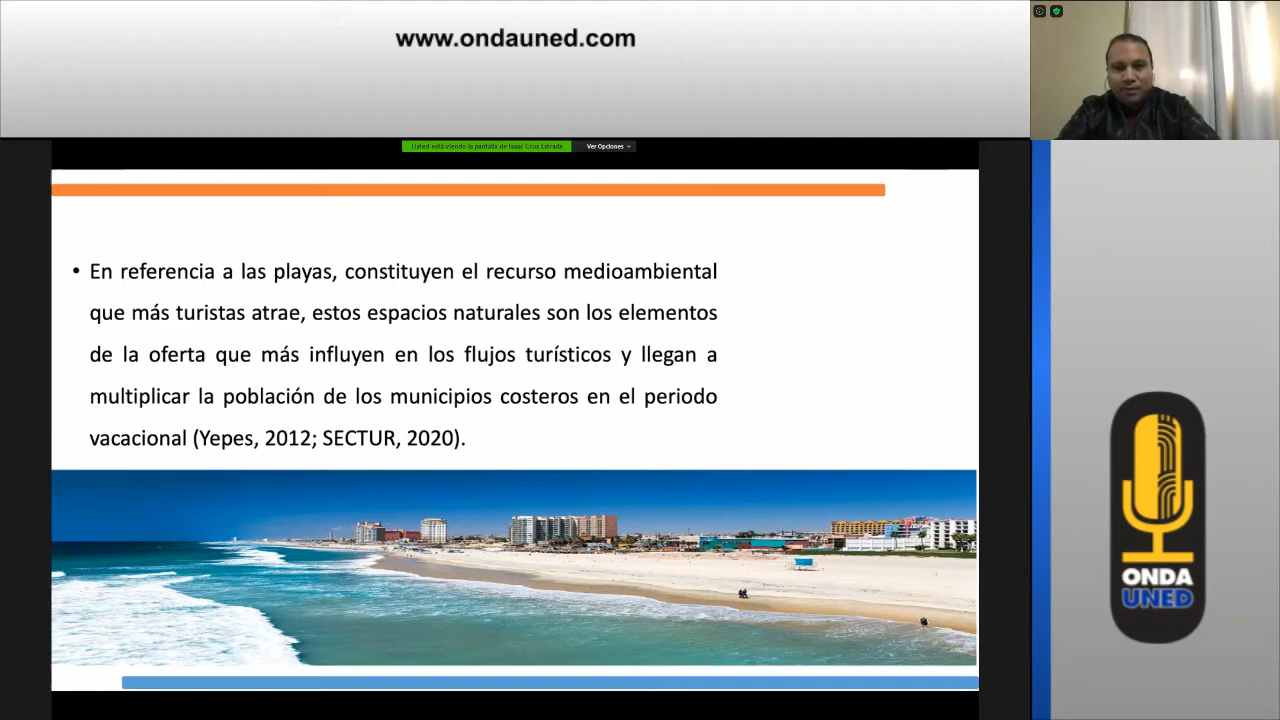 www.ondauned.com
Usted está viendo la pantalla de Isaac Cruz Estrada
Ver Opciones
• En referencia a las playas, constituyen el recurso medioambiental
que más turistas atrae, estos espacios naturales son los elementos
de la oferta que más influyen en los flujos turísticos y llegan a
multiplicar la población de los municipios costeros en el periodo
vacacional (Yepes, 2012; SECTUR, 2020).
ONDA
UNED